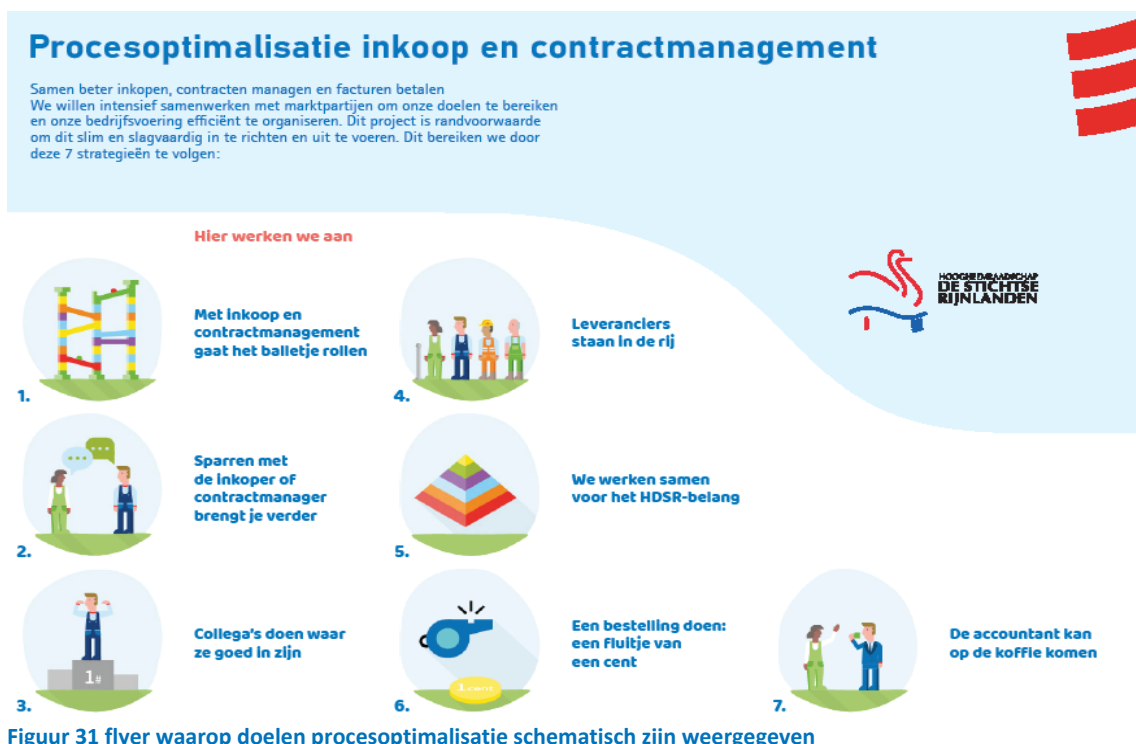 Procesoptimalisatie inkoop en contractmanagement
Samen beter inkopen, contracten managen en facturen betalen
We willen intensief samenwerken met marktpartijen om onze doelen te bereiken
en onze bedrijfsvoering efficiënt te organiseren. Dit project is randvoorwaarde
om dit slim en slagvaardig in te richten en uit te voeren. Dit bereiken we door
deze 7 strategieën te volgen:
HOOGHEEMRAADSCHAP
DE STICHTSE
RIJNLANDEN
Hier werken we aan
1.
Met inkoop en
contractmanagement
gaat het balletje rollen
2.
Sparren met
de inkoper of
contractmanager
brengt je verder
3.
1#
Collega's doen waar
ze goed in zijn
4.
Leveranciers
staan in de rij
5.
We werken samen
voor het HDSR-belang
6.
1 cent
Een bestelling doen:
een fluitje van
een cent
7.
De accountant kan
op de koffie komen
Figuur 31 flyer waarop doelen procesoptimalisatie schematisch zijn weergegeven